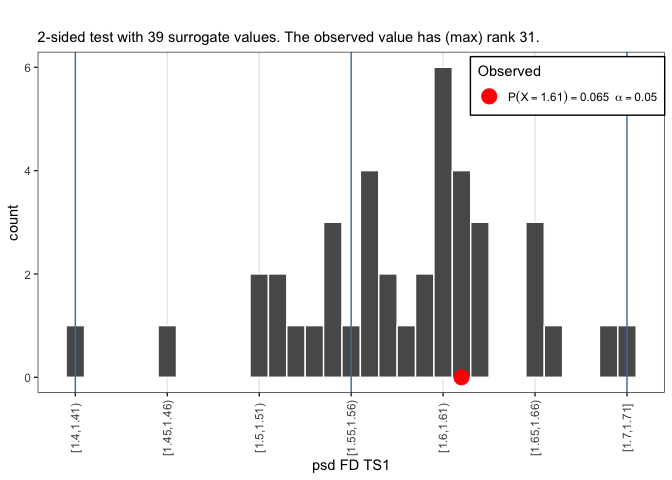 2-sided test with 39 surrogate values. The observed value has (max) rank 31.
Observed
P(X = 1.61) = 0.065 α = 0.05
6
4
2
0
count
[1.4,1.41)
[1.45,1.46)
[1.5,1.51)
[1.55,1.56)
[1.6,1.61)
[1.65,1.66)
[1.7,1.71]
psd FD TS1